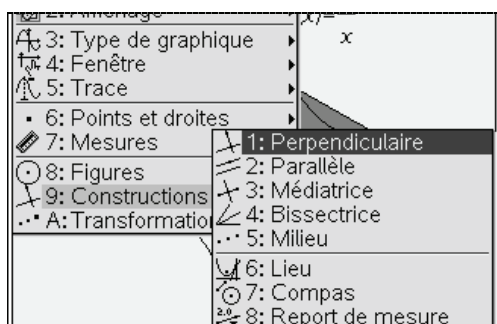 3: Type de graphique
4: Fenêtre
5: Trace
6: Points et droites
7: Mesures
8: Figures
9: Constructions
A: Transformatio
x
1: Perpendiculaire
2: Parallèle
3: Médiatrice
4: Bissectrice
5: Milieu
6: Lieu
7: Compas
8: Report de mesure